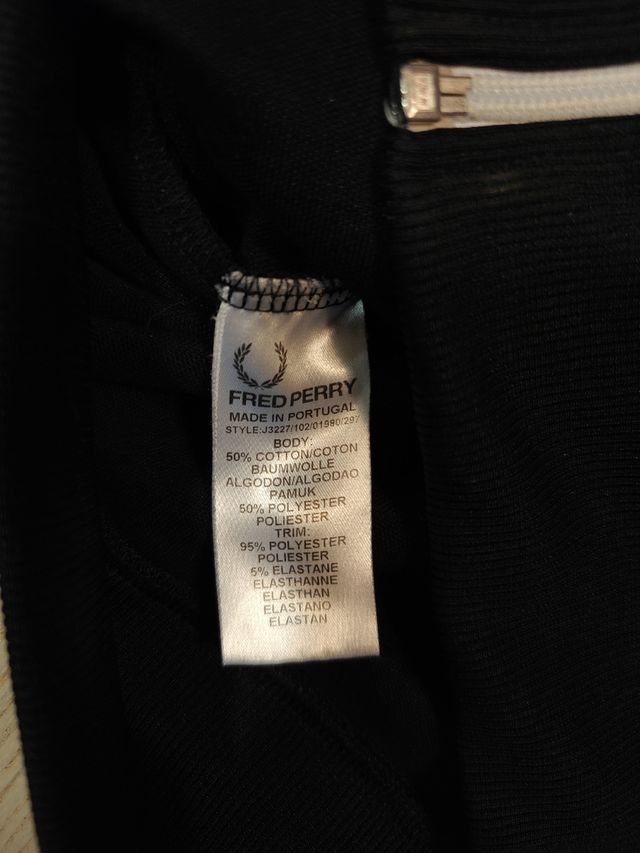 FRED PERRY
MADE IN PORTUGAL
STYLE:J3227/102/01990/297
BODY:
50% COTTON/COTON
BAUMWOLLE
ALGODON/ALGODAO
PAMUK
50% POLYESTER
POLIESTER
TRIM:
95% POLYESTER
POLIESTER
5% ELASTANE
ELASTHANNE
ELASTHAN
ELASTANO
ELASTAN